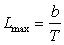 L_max = b/T